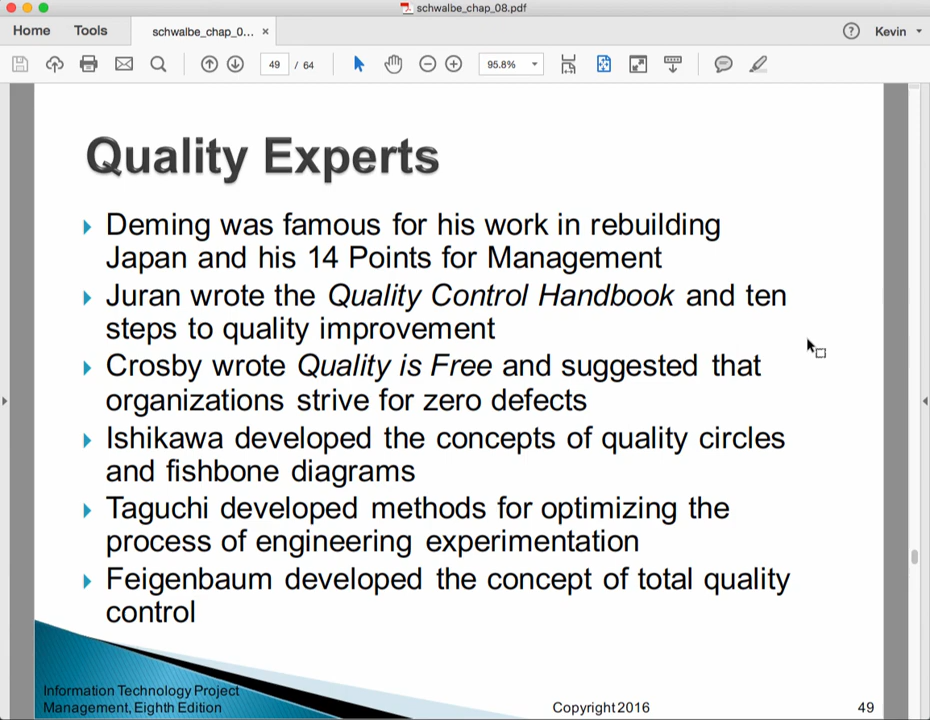 schwalbe_chap_08.pdf
Home Tools schwalbe_chap_0... × ? Kevin
49 / 64 95.8%
Quality Experts
Deming was famous for his work in rebuilding
Japan and his 14 Points for Management
Juran wrote the Quality Control Handbook and ten
steps to quality improvement
Crosby wrote Quality is Free and suggested that
organizations strive for zero defects
Ishikawa developed the concepts of quality circles
and fishbone diagrams
Taguchi developed methods for optimizing the
process of engineering experimentation
Feigenbaum developed the concept of total quality
control
Information Technology Project
Management, Eighth Edition Copyright 2016 49